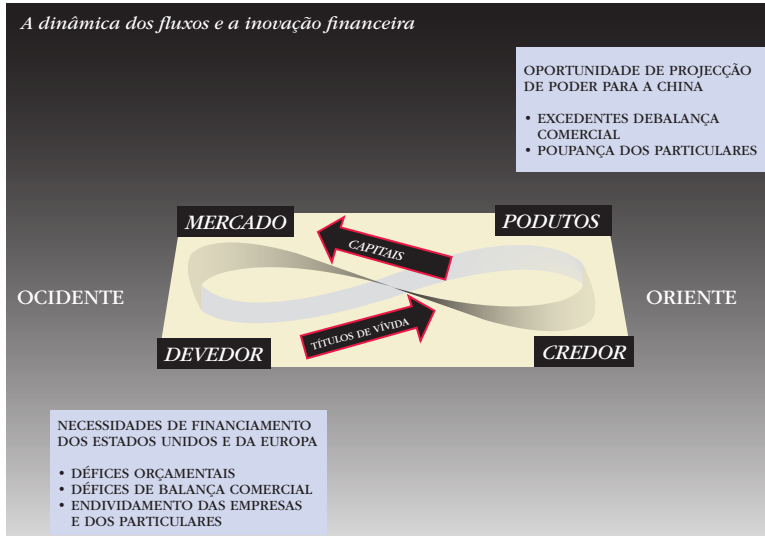 A dinâmica dos fluxos e a inovação financeira
OPORTUNIDADE DE PROJECÇÃO
DE PODER PARA A CHINA
• EXCEDENTES DEBALANÇA
COMERCIAL
• POUPANÇA DOS PARTICULARES
MERCADO
PODUTOS
CAPITAIS
OCIDENTE
ORIENTE
TÍTULOS DE VÍVIDA
DEVEDOR
CREDOR
NECESSIDADES DE FINANCIAMENTO
DOS ESTADOS UNIDOS E DA EUROPA
• DÉFICES ORÇAMENTAIS
• DÉFICES DE BALANÇA COMERCIAL
• ENDIVIDAMENTO DAS EMPRESAS
E DOS PARTICULARES